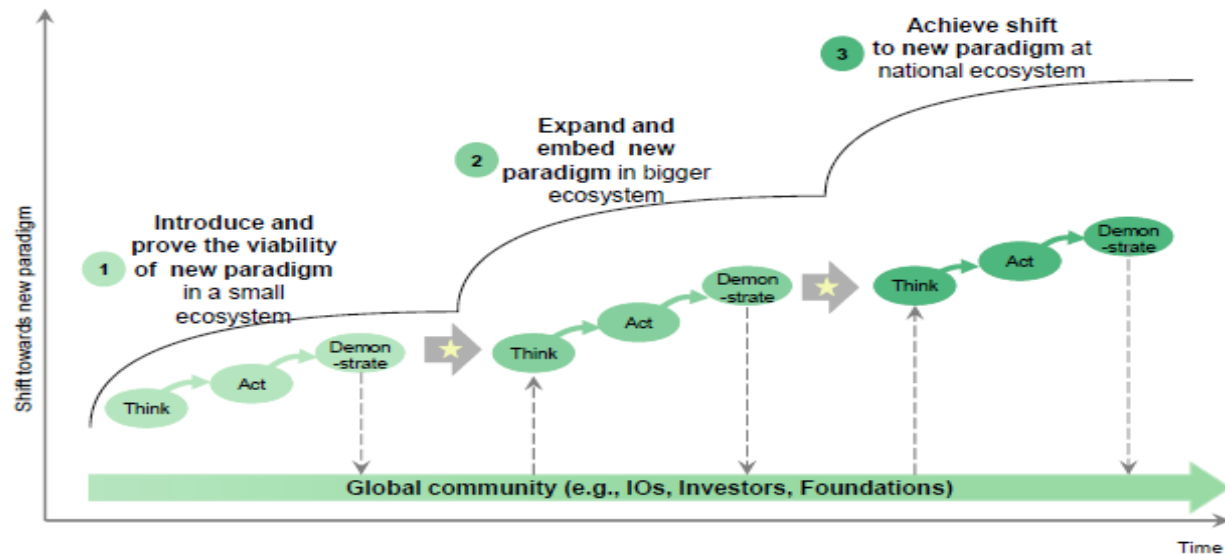 3
Achieve shift
to new paradigm at
national ecosystem
2
Expand and
embed new
paradigm in bigger
ecosystem
1
Introduce and
prove the viability
of new paradigm
in a small
ecosystem
Shift towards new paradigm
Think
Act
Demon
-strate
Think
Act
Demon
-strate
Think
Act
Demon
-strate
Global community (e.g., IOs, Investors, Foundations)
Time